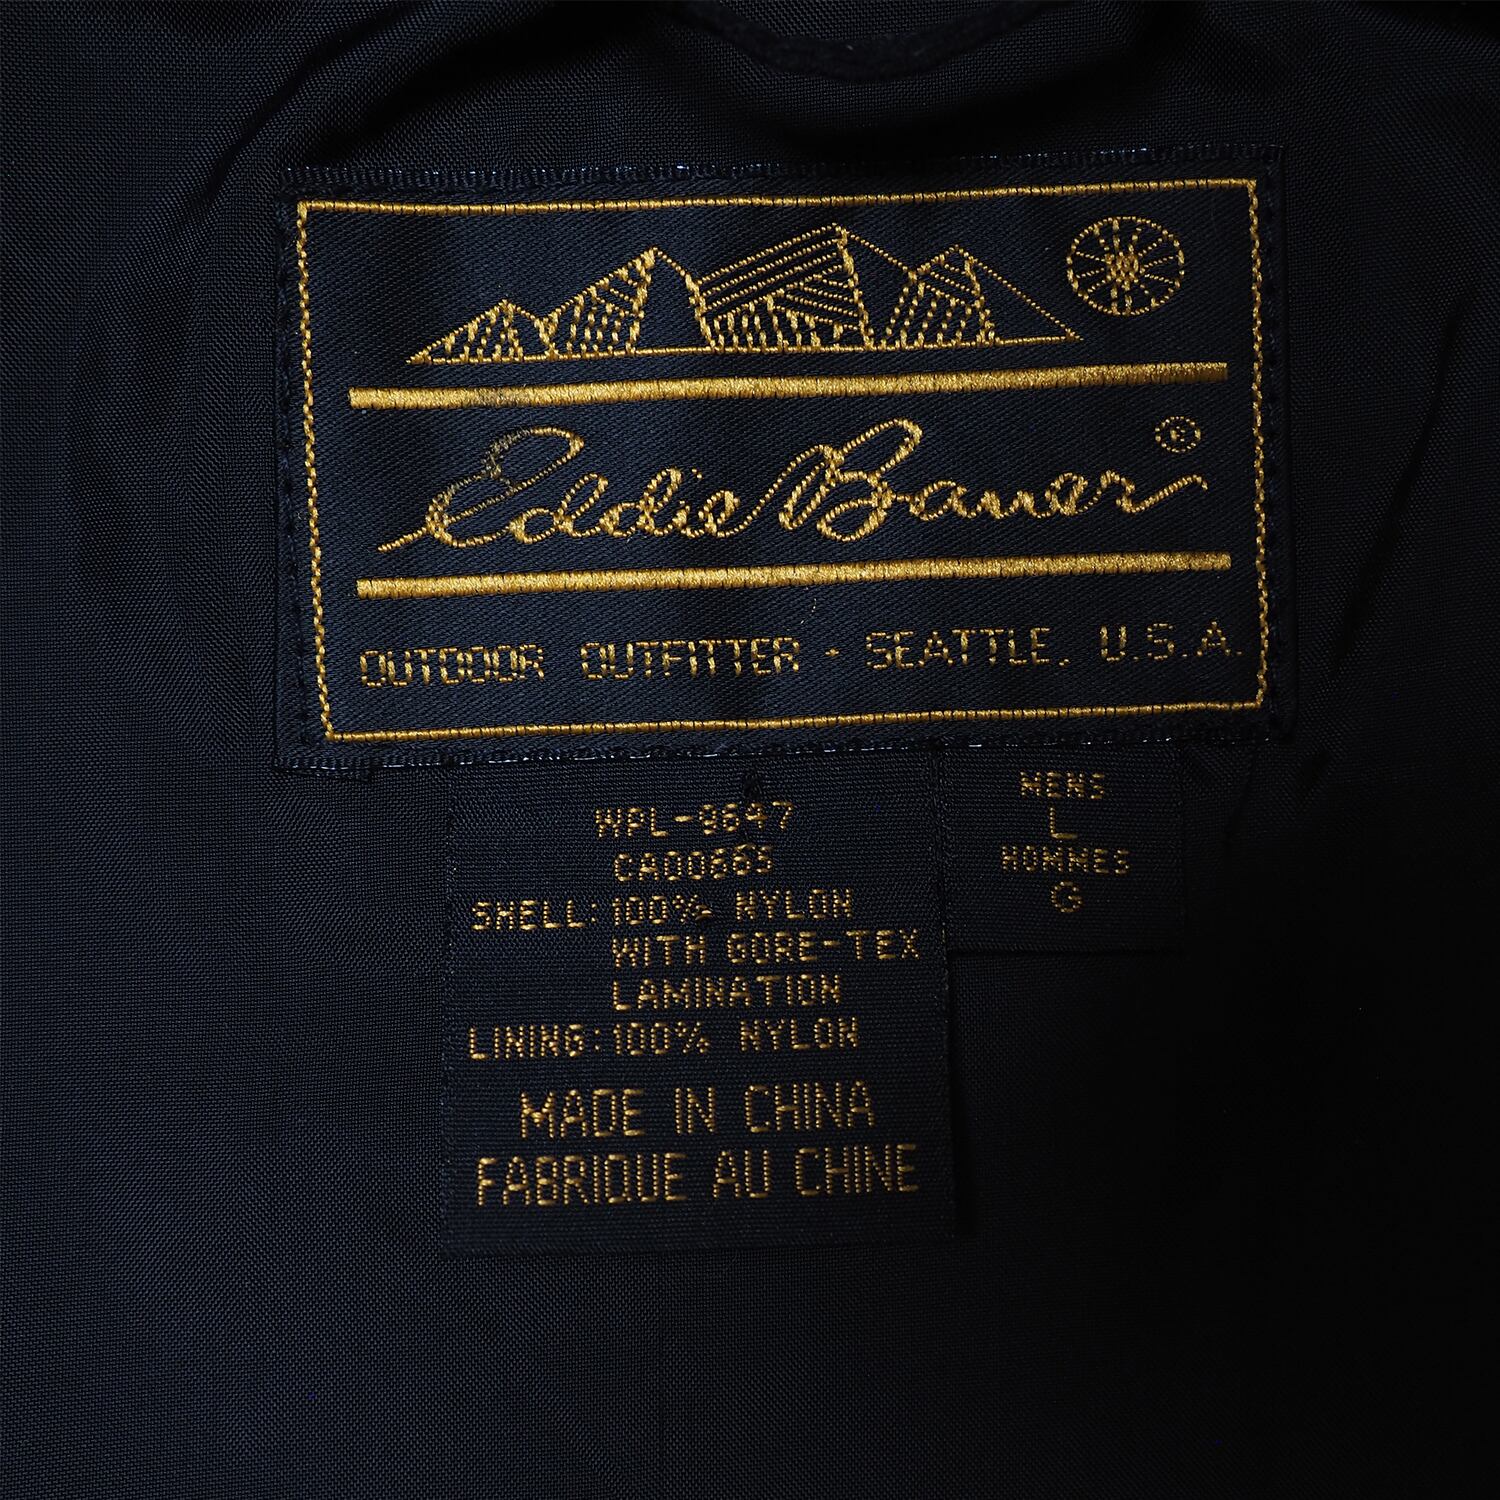 Eddie Bauer ®
OUTDOOR OUTFITTER · SEATTLE, U.S.A.
WPL-9647
CA00665
SHELL: 100% NYLON
WITH GORE-TEX
LAMINATION
LINING: 100% NYLON
MADE IN CHINA
FABRIQUE AU CHINE
MENS
L
HOMMES
G